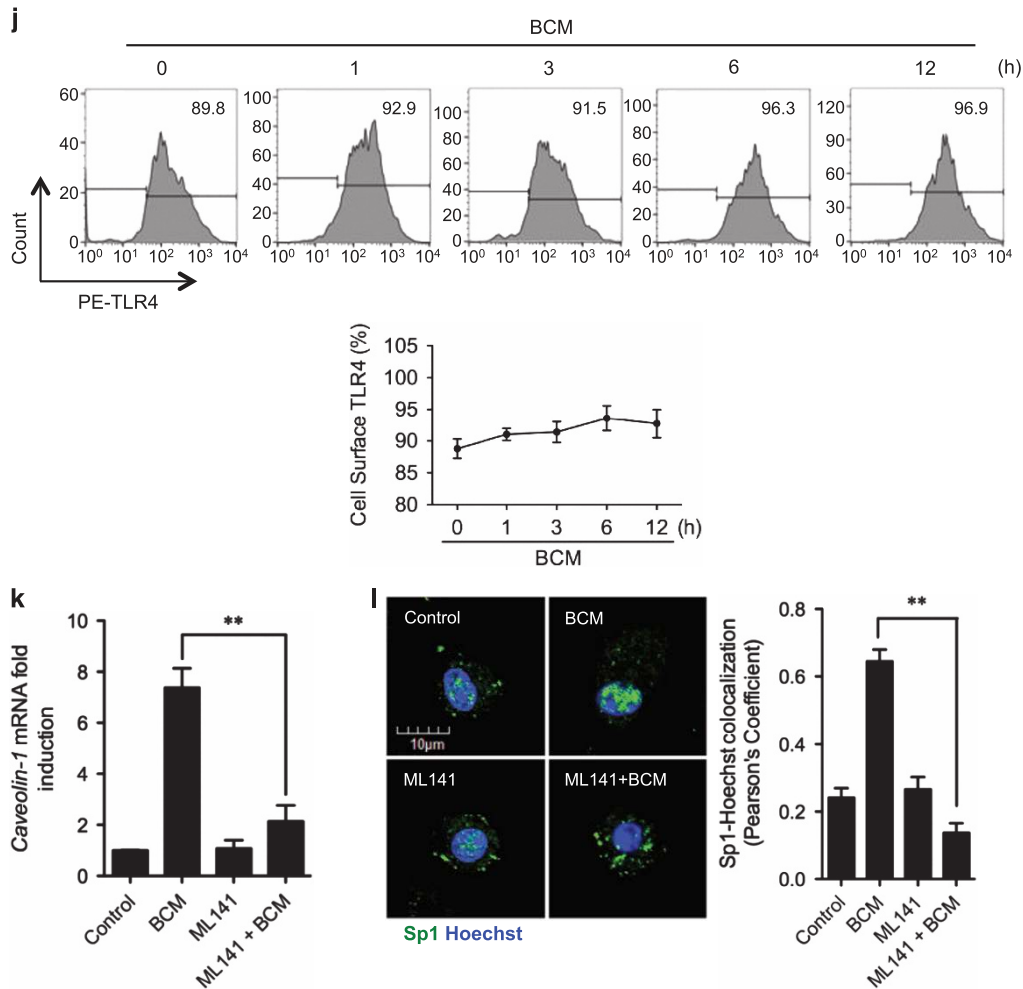 j
BCM
0 1 3 6 12 (h)
89.8 92.9 91.5 96.3 96.9
60 40 20 0
100 80 60 40 20 0
100 80 60 40 20 0
100 80 60 40 20 0
120 90 60 30 0
10⁰ 10¹ 10² 10³ 10⁴
10⁰ 10¹ 10² 10³ 10⁴
10⁰ 10¹ 10² 10³ 10⁴
10⁰ 10¹ 10² 10³ 10⁴
10⁰ 10¹ 10² 10³ 10⁴
Count
PE-TLR4
Cell Surface TLR4 (%)
105
100
95
90
85
80
0 1 3 6 12 (h)
BCM
k
Caveolin-1 mRNA fold
induction
10
8
6
4
2
0
**
Control BCM ML141 ML141 + BCM
l
Control BCM
10μm
ML141 ML141+BCM
Sp1 Hoechst
Sp1-Hoechst colocalization
(Pearson's Coefficient)
0.8
0.6
0.4
0.2
0.0
**
Control BCM ML141 ML141 + BCM